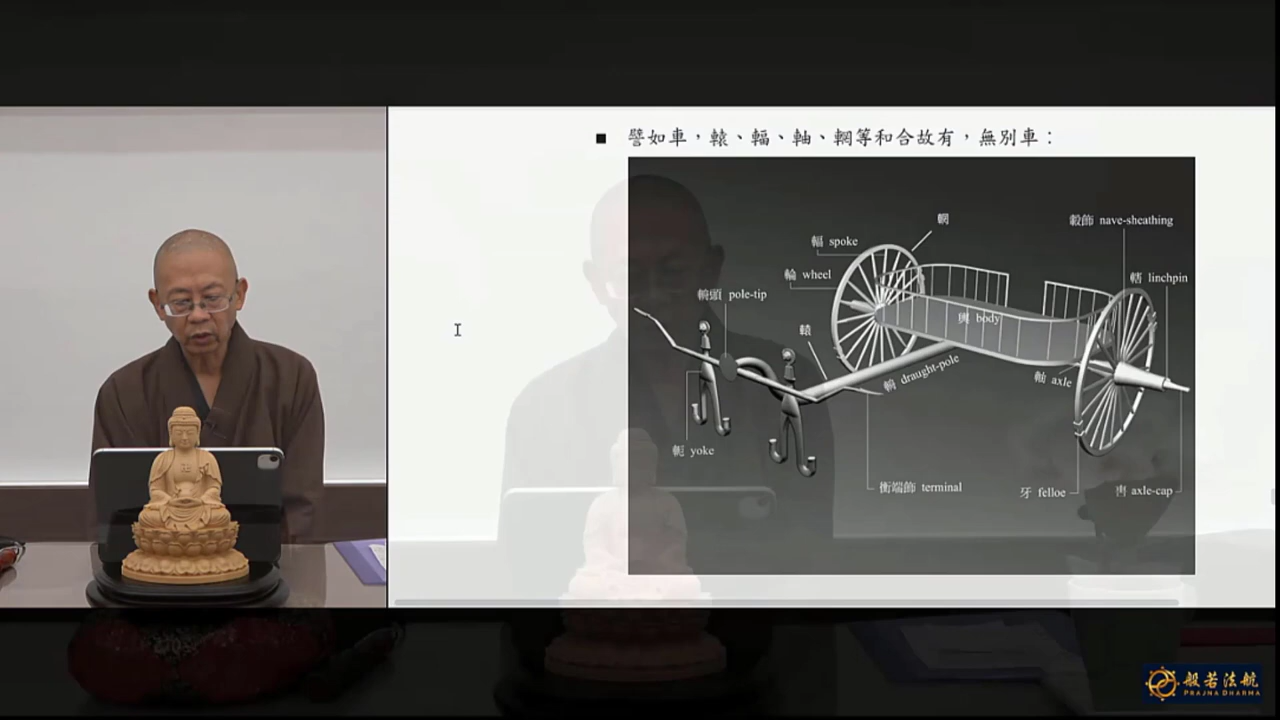 ■ 譬如車，轅、輻、軸、輞等和合故有，無別車：
輞
轂飾 nave-sheathing
輻 spoke
輪 wheel
轄 linchpin
輈頭 pole-tip
輿 body
轅
輈 draught-pole
軸 axle
軛 yoke
衡端飾 terminal
牙 felloe
軎 axle-cap
般若法航
PRAJNA DHARMA